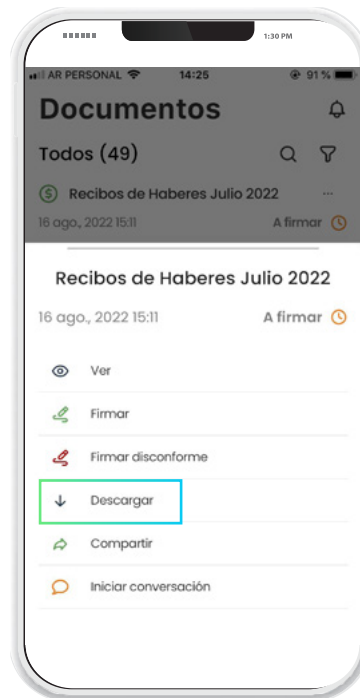 1:30 PM
AR PERSONAL 14:25 91 %
Documentos
Todos (49)
Recibos de Haberes Julio 2022 ...
16 ago., 2022 15:11 A firmar
Recibos de Haberes Julio 2022
16 ago., 2022 15:11 A firmar
Ver
Firmar
Firmar disconforme
Descargar
Compartir
Iniciar conversación